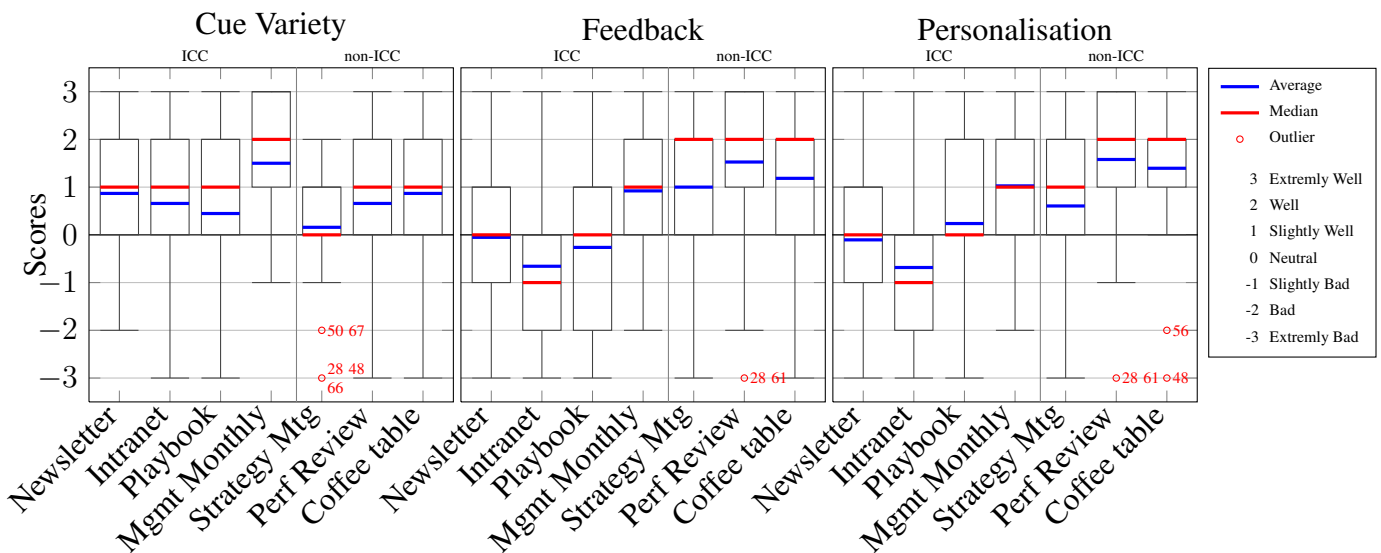 Cue Variety
Feedback
Personalisation
ICC
non-ICC
ICC
non-ICC
ICC
non-ICC
Scores
3
2
1
0
−1
−2
−3
50 67
28 48
66
28 61
56
28 61
48
Newsletter
Intranet
Playbook
Mgmt Monthly
Strategy Mtg
Perf Review
Coffee table
Newsletter
Intranet
Playbook
Mgmt Monthly
Strategy Mtg
Perf Review
Coffee table
Newsletter
Intranet
Playbook
Mgmt Monthly
Strategy Mtg
Perf Review
Coffee table
Average
Median
Outlier
3 Extremly Well
2 Well
1 Slightly Well
0 Neutral
-1 Slightly Bad
-2 Bad
-3 Extremly Bad